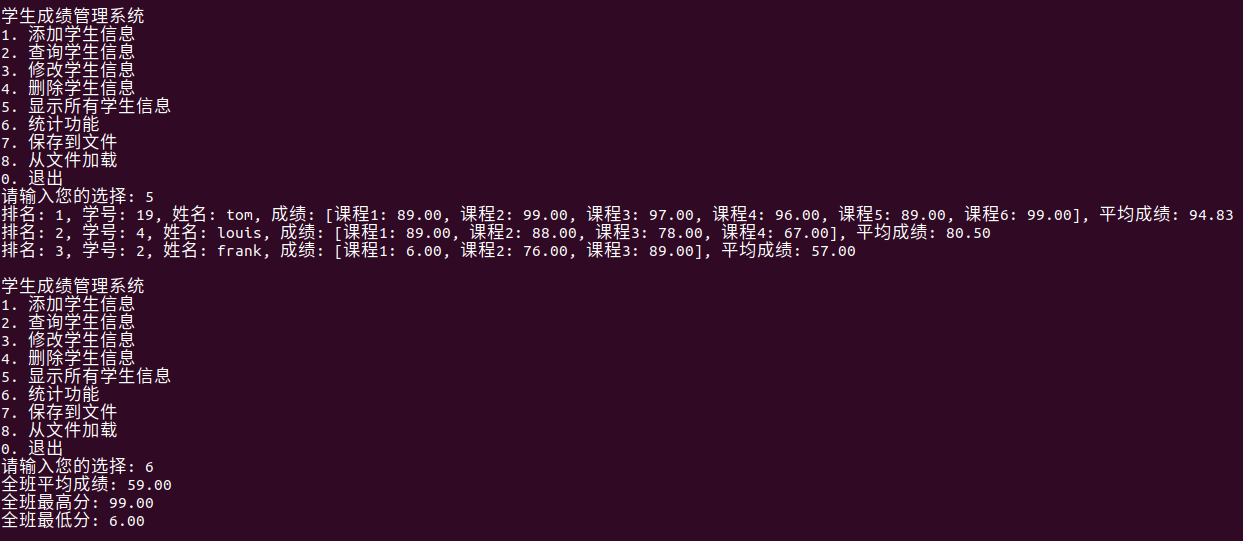 学生成绩管理系统
1. 添加学生信息
2. 查询学生信息
3. 修改学生信息
4. 删除学生信息
5. 显示所有学生信息
6. 统计功能
7. 保存到文件
8. 从文件加载
0. 退出
请输入您的选择: 5
排名: 1, 学号: 19, 姓名: tom, 成绩: [课程1: 89.00, 课程2: 99.00, 课程3: 97.00, 课程4: 96.00, 课程5: 89.00, 课程6: 99.00], 平均成绩: 94.83
排名: 2, 学号: 4, 姓名: louis, 成绩: [课程1: 89.00, 课程2: 88.00, 课程3: 78.00, 课程4: 67.00], 平均成绩: 80.50
排名: 3, 学号: 2, 姓名: frank, 成绩: [课程1: 6.00, 课程2: 76.00, 课程3: 89.00], 平均成绩: 57.00
学生成绩管理系统
1. 添加学生信息
2. 查询学生信息
3. 修改学生信息
4. 删除学生信息
5. 显示所有学生信息
6. 统计功能
7. 保存到文件
8. 从文件加载
0. 退出
请输入您的选择: 6
全班平均成绩: 59.00
全班最高分: 99.00
全班最低分: 6.00